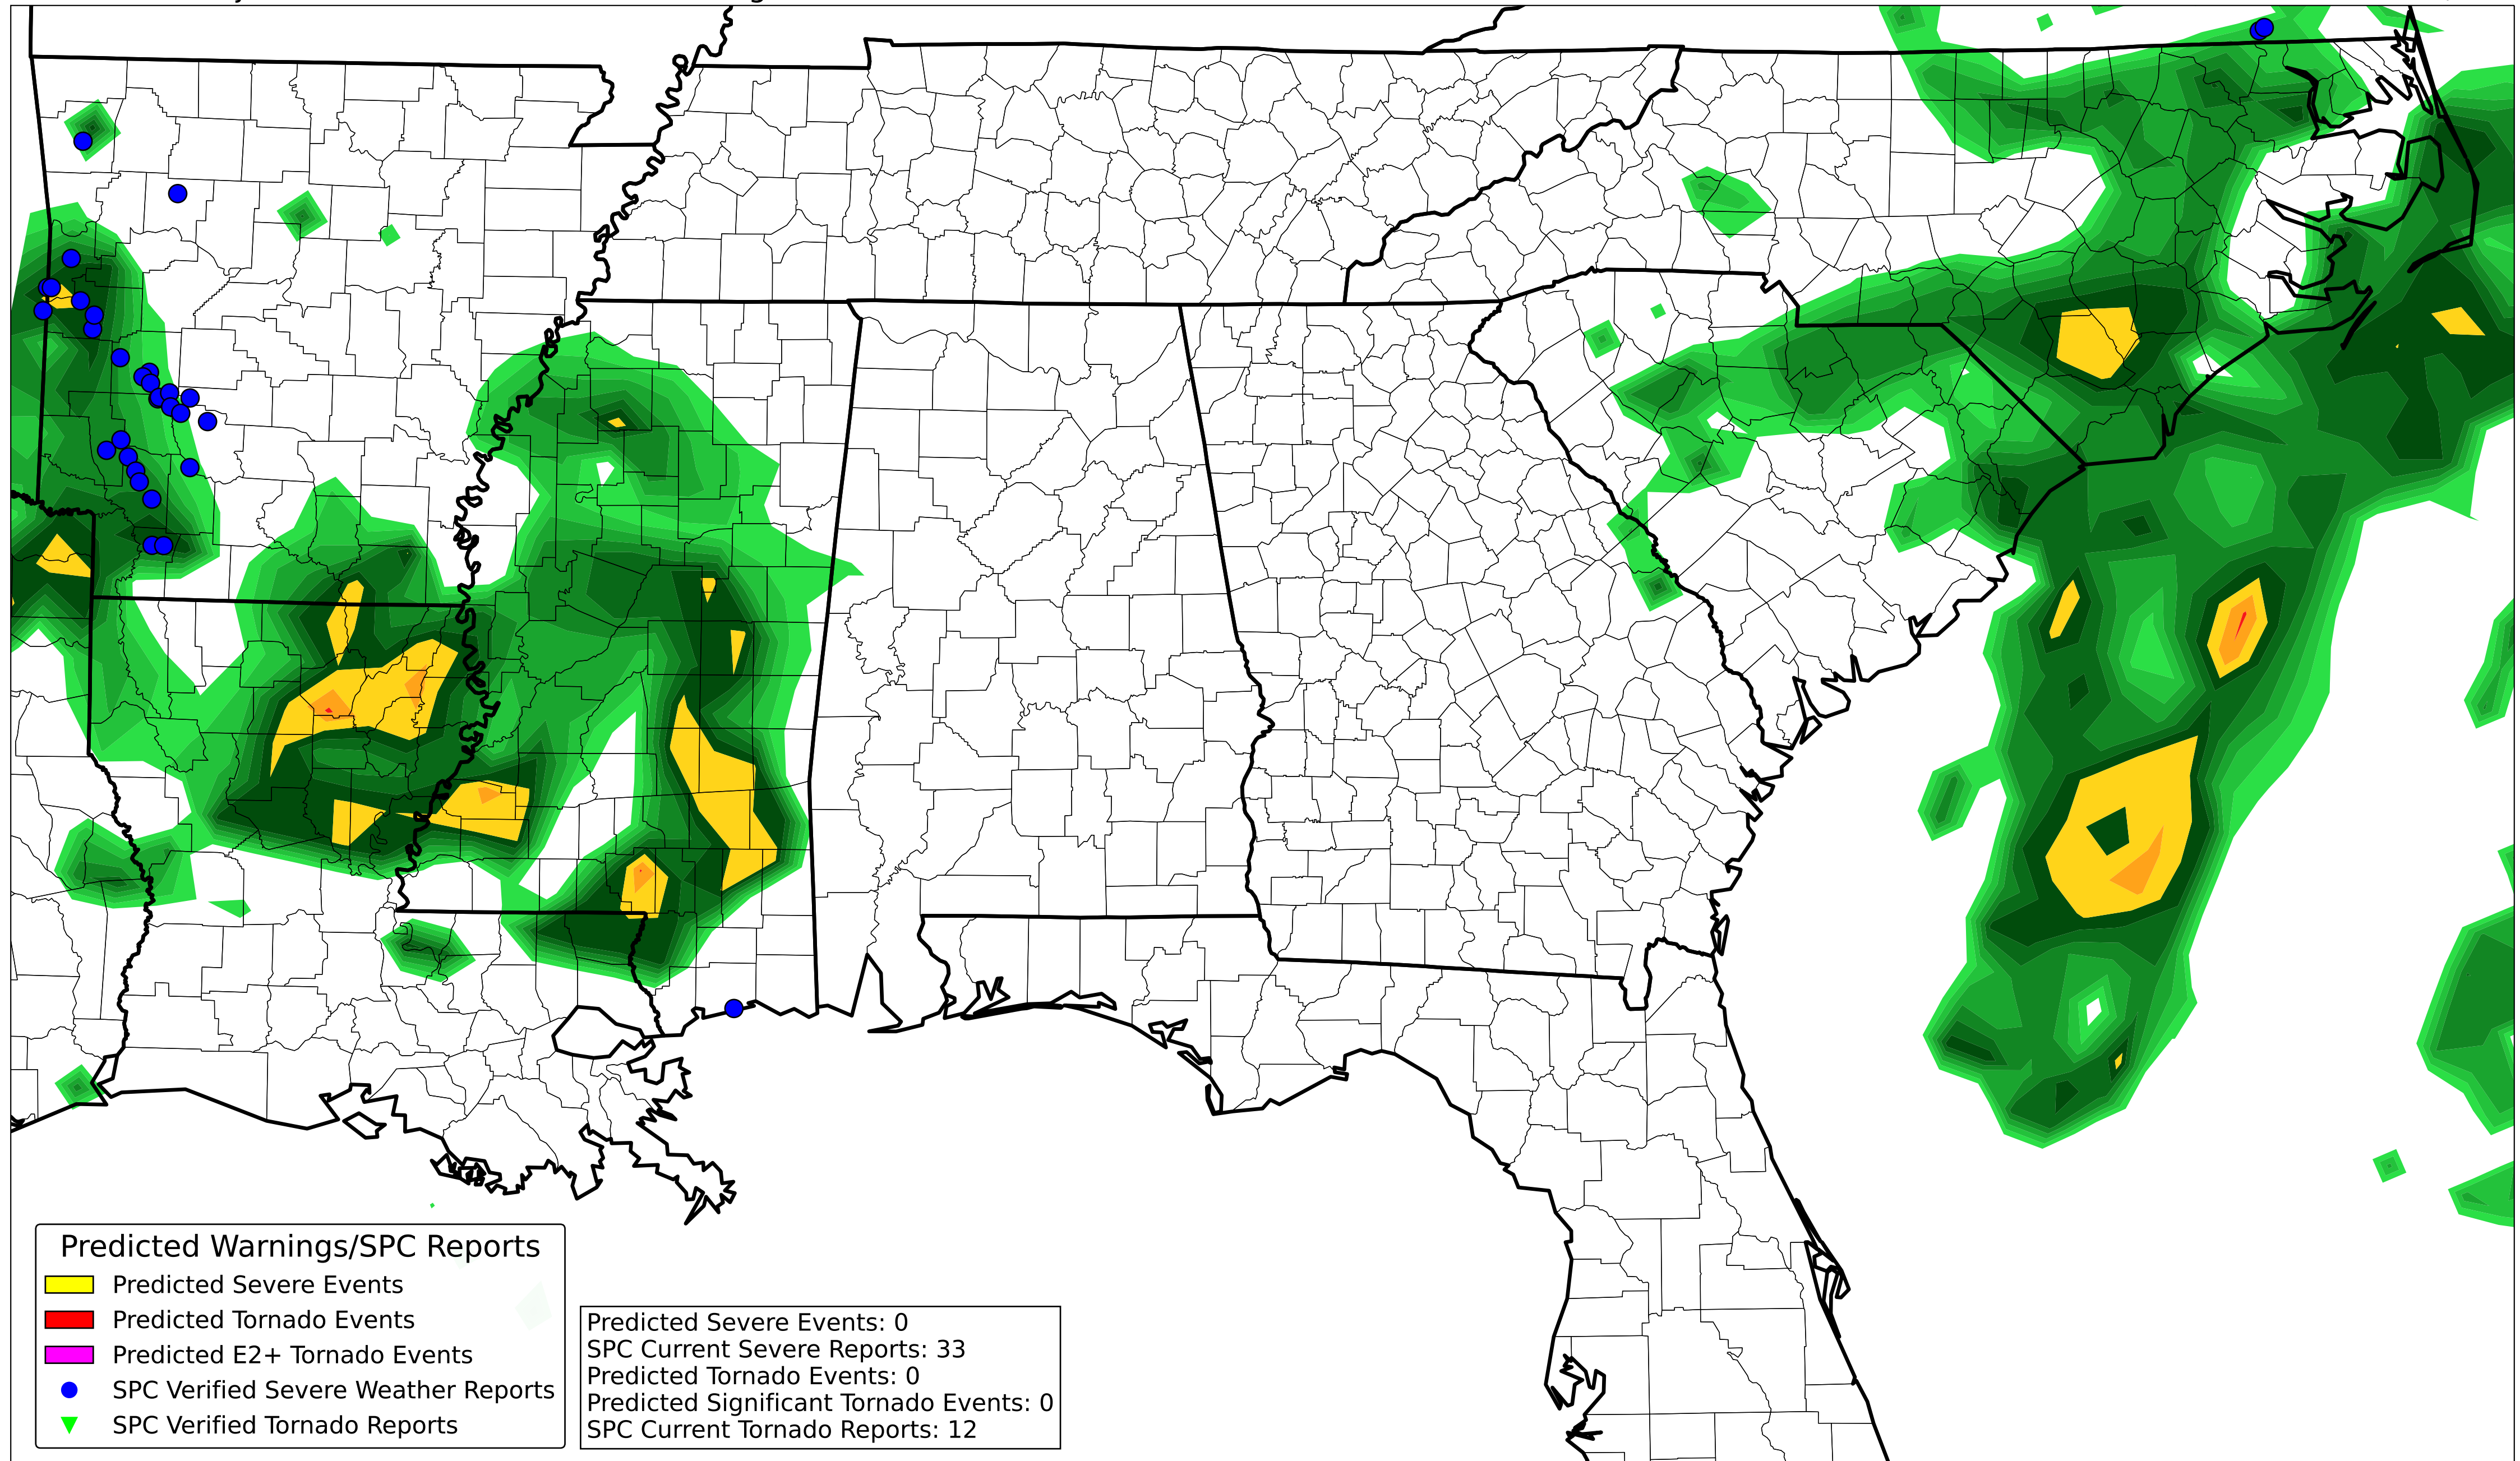 Predicted Warnings/SPC Reports
Predicted Severe Events
Predicted Tornado Events
Predicted E2+ Tornado Events
SPC Verified Severe Weather Reports
SPC Verified Tornado Reports
Predicted Severe Events: 0
SPC Current Severe Reports: 33
Predicted Tornado Events: 0
Predicted Significant Tornado Events: 0
SPC Current Tornado Reports: 12